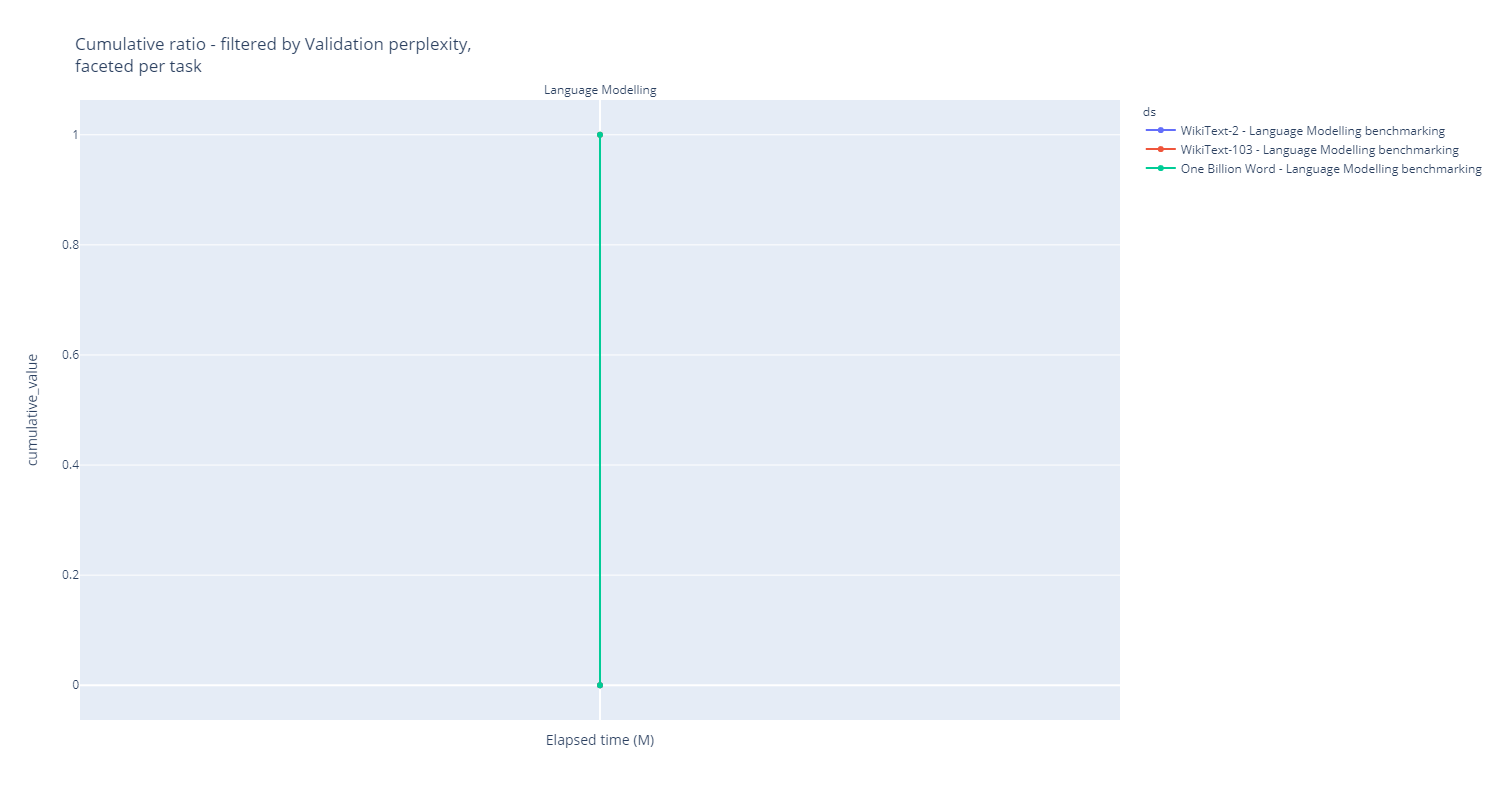 Cumulative ratio - filtered by Validation perplexity,
faceted per task
Language Modelling
ds
WikiText-2 - Language Modelling benchmarking
WikiText-103 - Language Modelling benchmarking
One Billion Word - Language Modelling benchmarking
1
0.8
0.6
0.4
0.2
0
cumulative_value
Elapsed time (M)